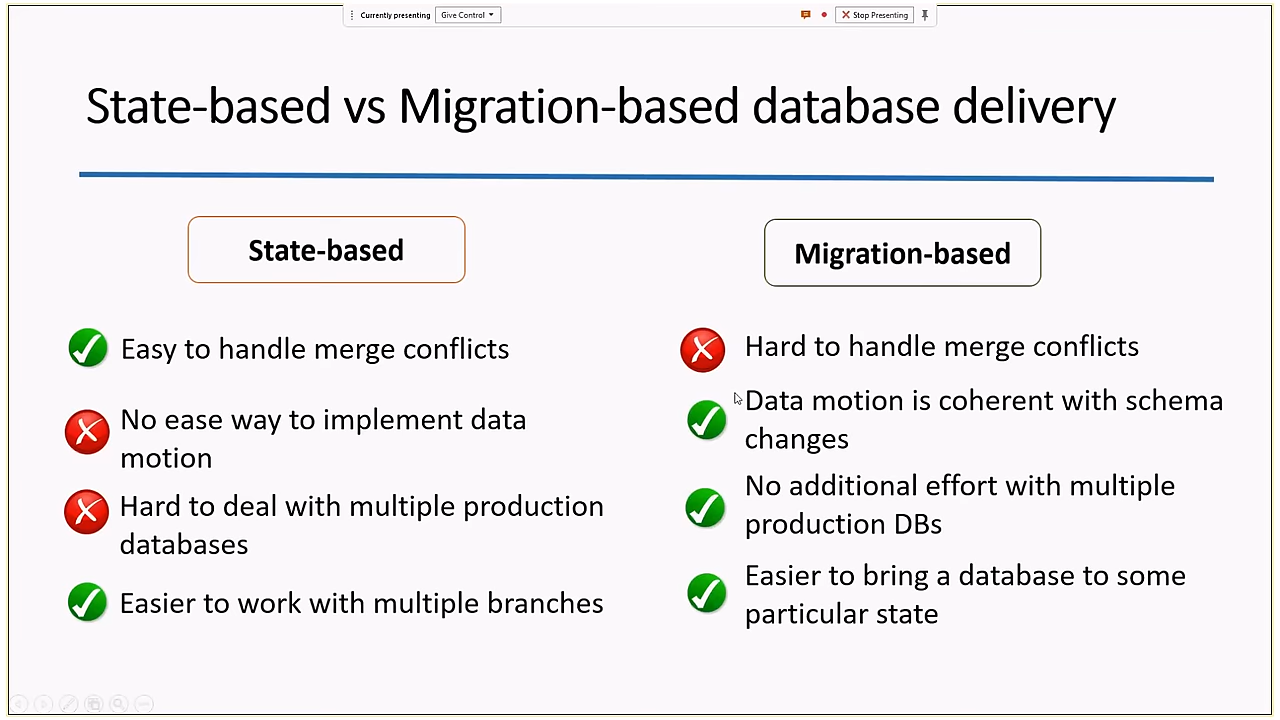 Currently presenting
Give Control
Stop Presenting
State-based vs Migration-based database delivery
State-based
Easy to handle merge conflicts
No ease way to implement data
motion
Hard to deal with multiple production
databases
Easier to work with multiple branches
Migration-based
Hard to handle merge conflicts
Data motion is coherent with schema
changes
No additional effort with multiple
production DBs
Easier to bring a database to some
particular state